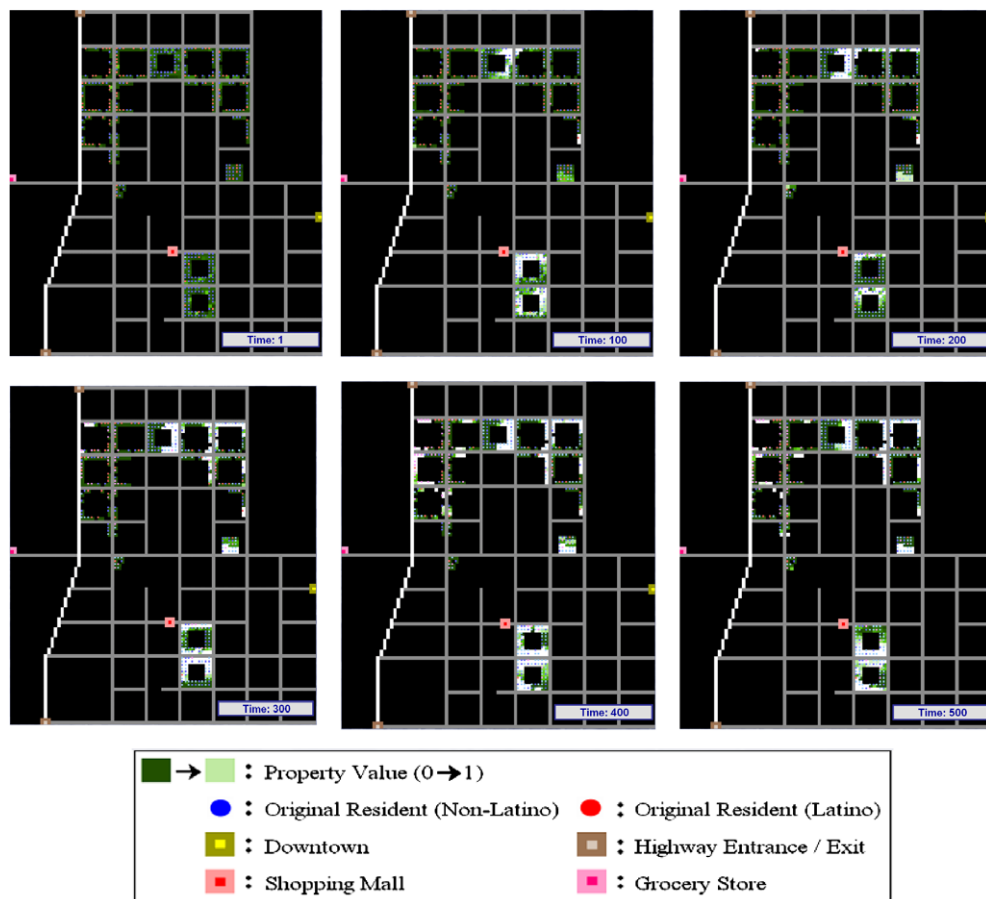 Time: 1
Time: 100
Time: 200
Time: 300
Time: 400
Time: 500
: Property Value (0→1)
: Original Resident (Non-Latino) : Original Resident (Latino)
: Downtown : Highway Entrance / Exit
: Shopping Mall : Grocery Store